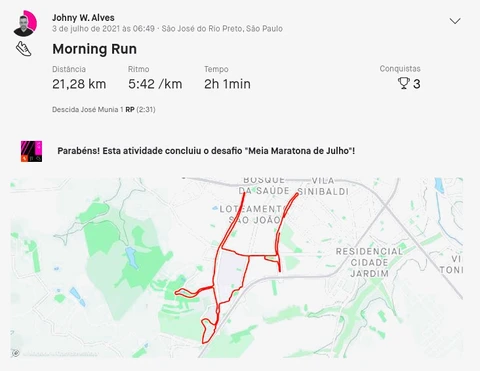 Johny W. Alves
3 de julho de 2021 às 06:49 · São José do Rio Preto, São Paulo
Morning Run
Distância Ritmo Tempo Conquistas
21,28 km 5:42 /km 2h 1min 3
Descida José Munia 1 RP (2:31)
Parabéns! Esta atividade concluiu o desafio "Meia Maratona de Julho"!
BOSQUE
DA SAÚDE
VILA
SINIBALDI
LOTEAMENTO
SÃO JOÃO
RESIDENCIAL
CIDADE
JARDIM
VI
TONI